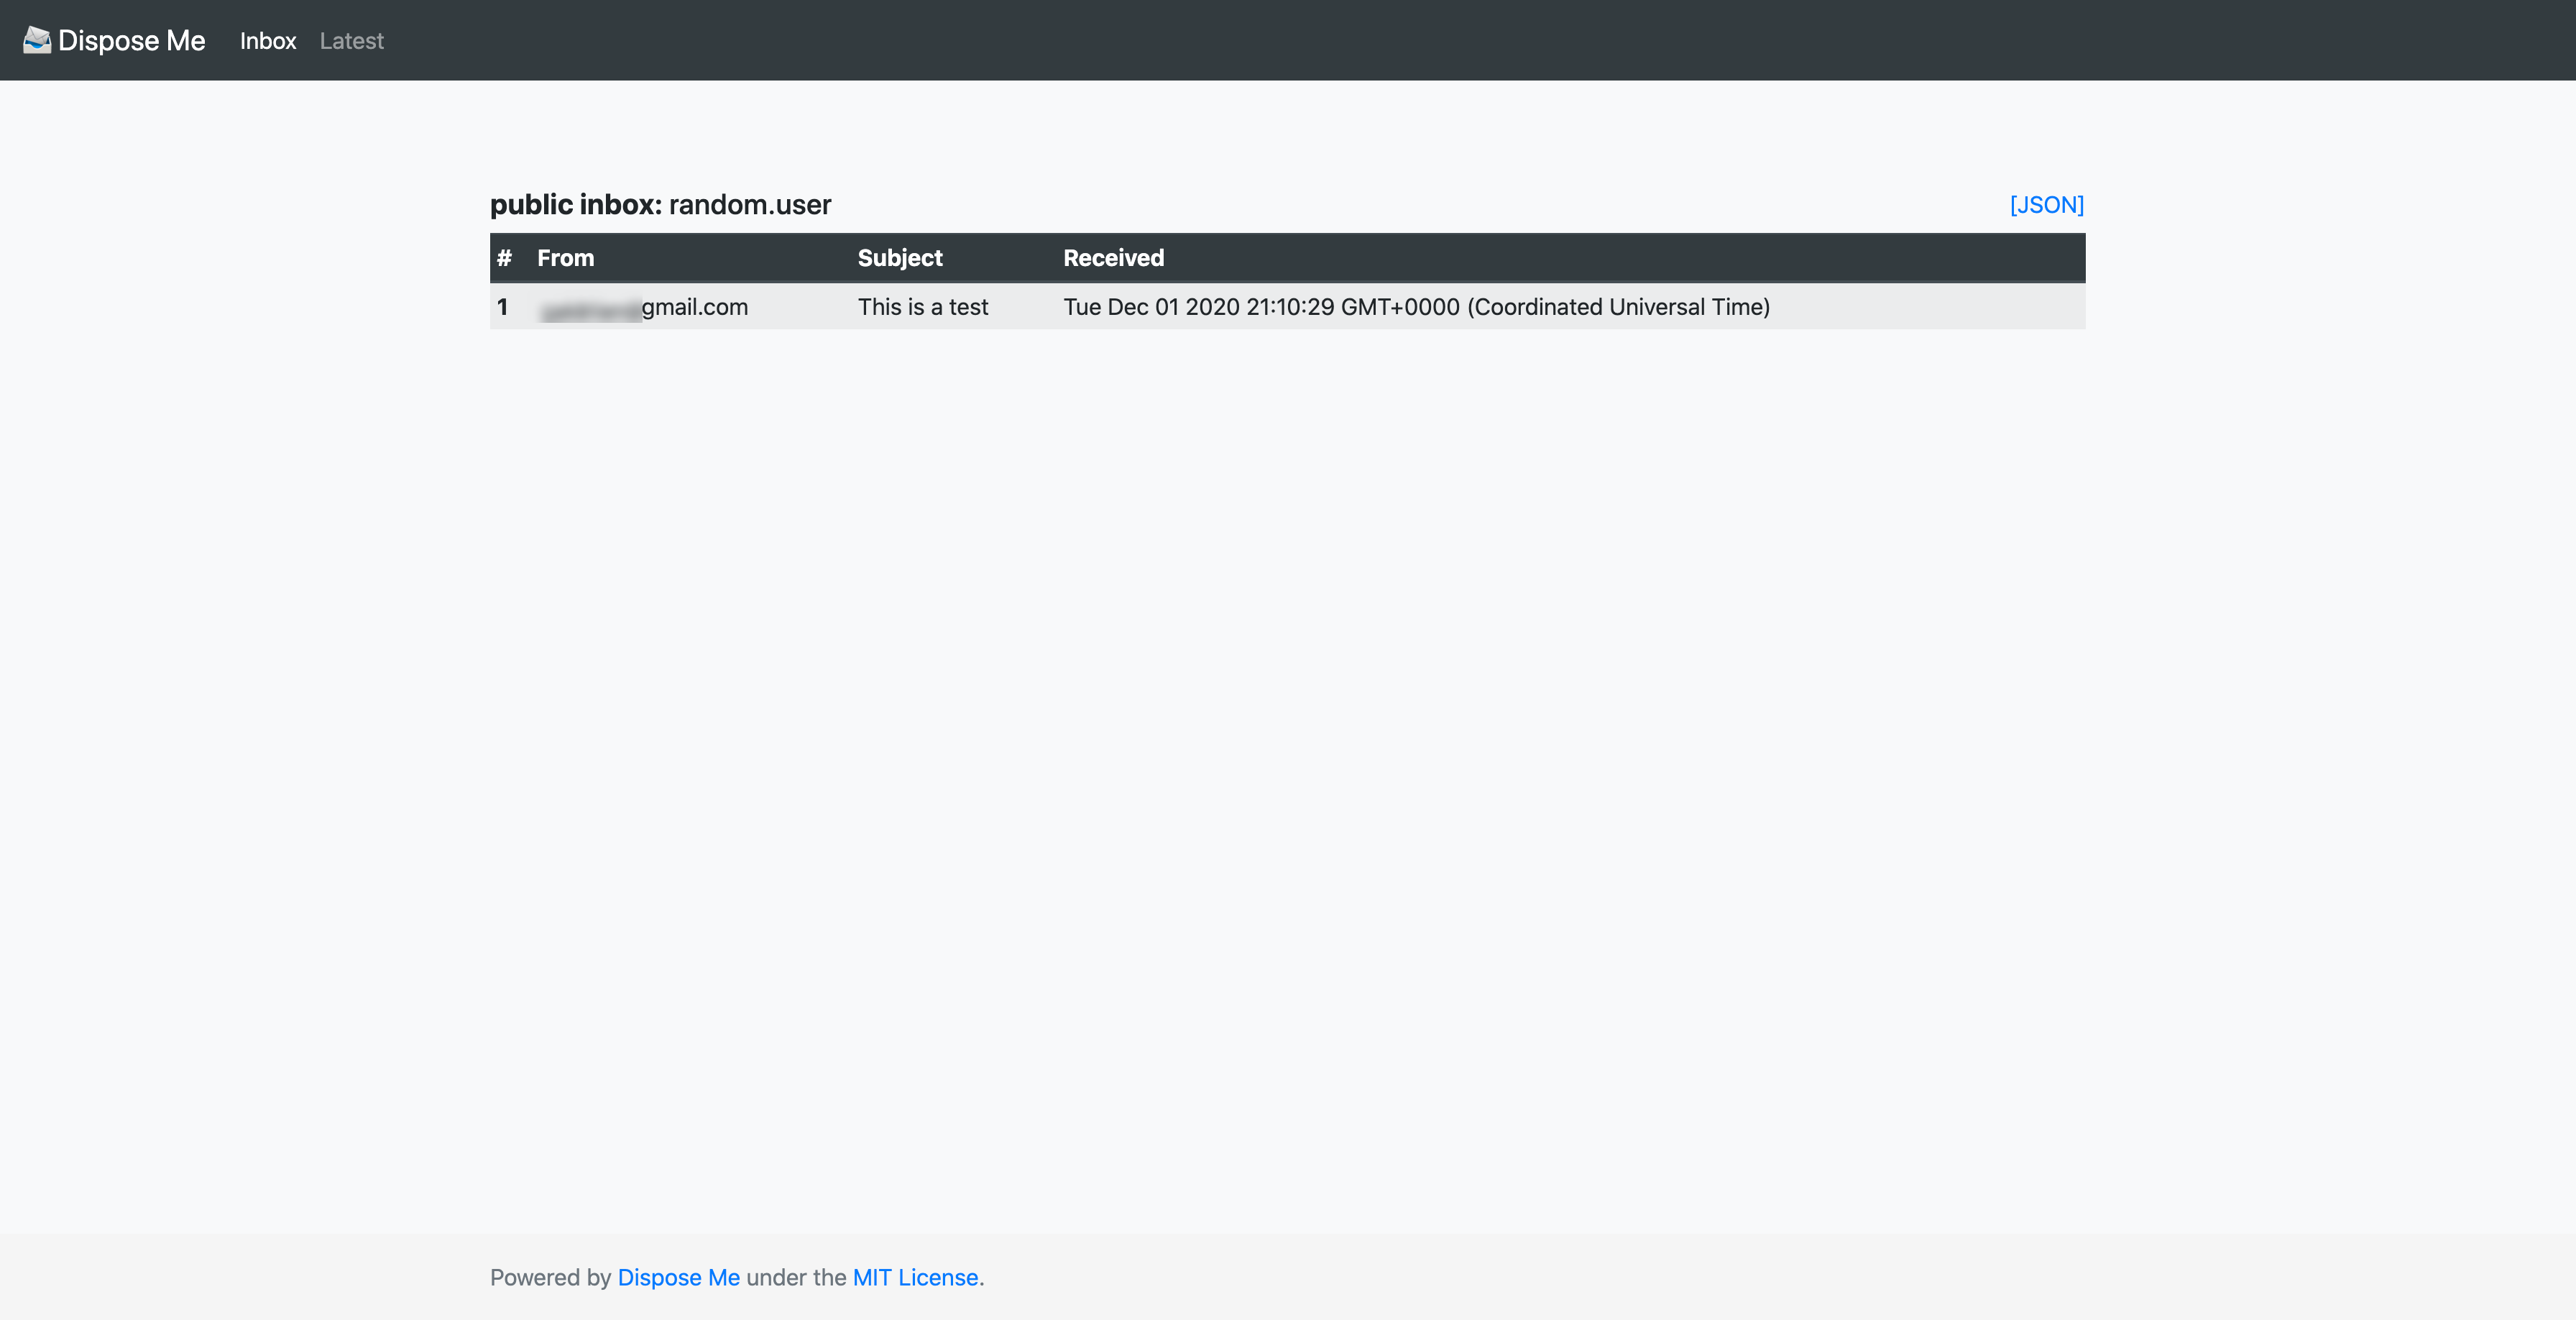 Dispose Me Inbox Latest
public inbox: random.user [JSON]
# From Subject Received
1 gmail.com This is a test Tue Dec 01 2020 21:10:29 GMT+0000 (Coordinated Universal Time)
Powered by Dispose Me under the MIT License.